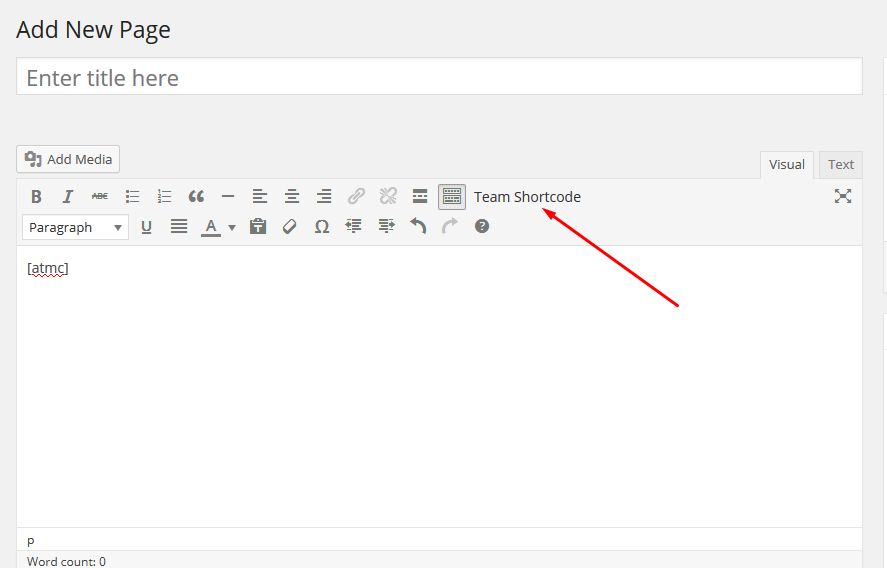 Add New Page
Enter title here
Add Media
Visual Text
B I ABC Team Shortcode
Paragraph U A T Ω ?
[atmc]
p
Word count: 0